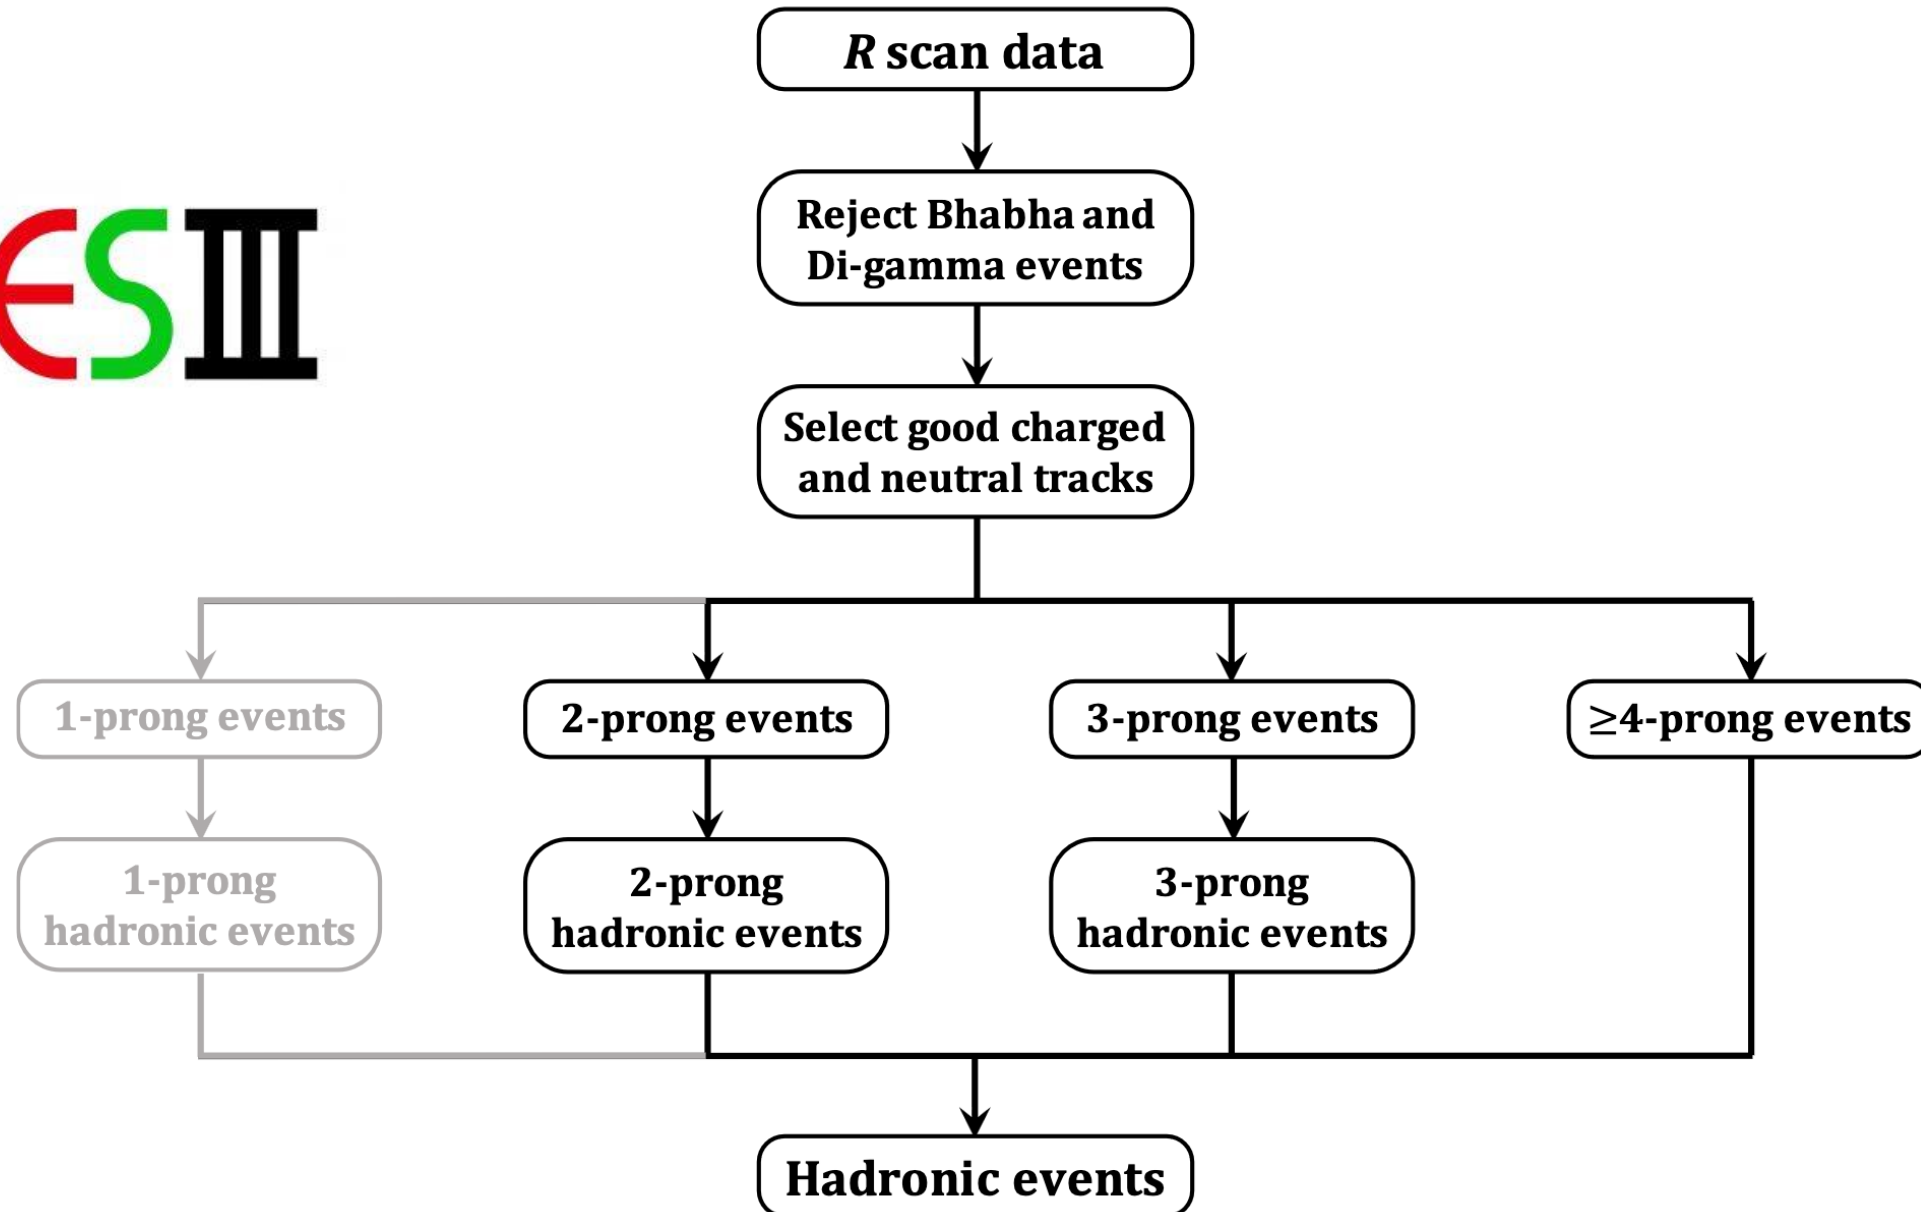 R scan data
Reject Bhabha and
Di-gamma events
ESIII
Select good charged
and neutral tracks
1-prong events
2-prong events
3-prong events
≥4-prong events
1-prong
hadronic events
2-prong
hadronic events
3-prong
hadronic events
Hadronic events